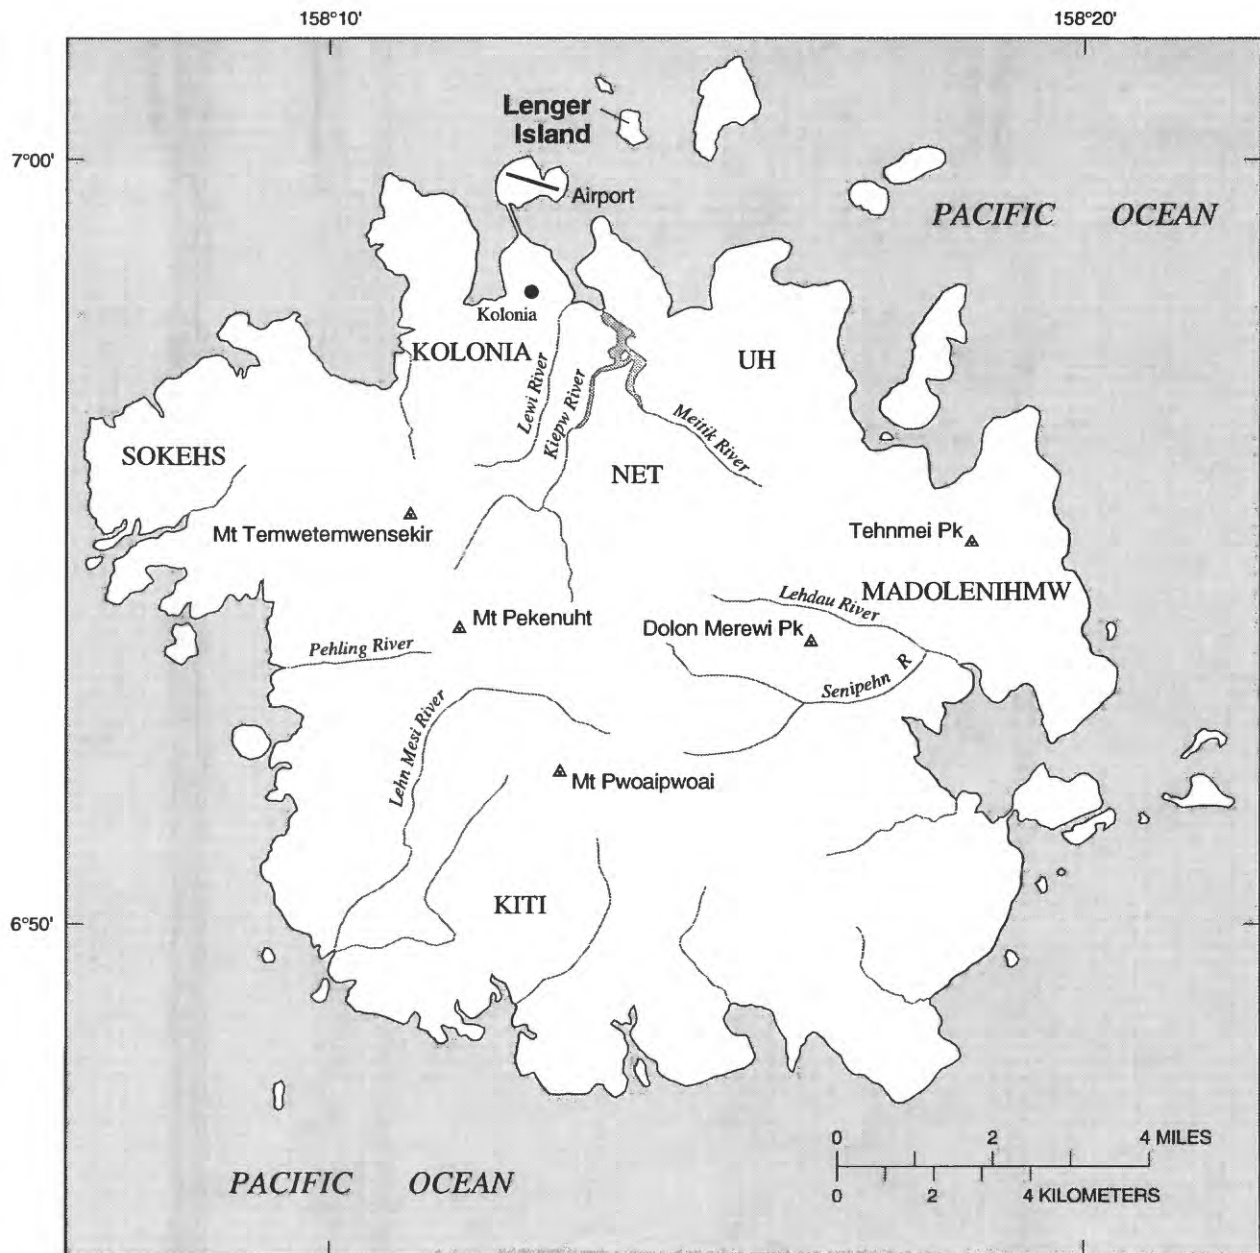 158°10'
158°20'
Lenger
Island
7°00'
Airport
PACIFIC OCEAN
Kolonia
KOLONIA
UH
Lewi River
Kiepw River
Meitik River
SOKEHS
NET
Mt Temwetemwensekir
Tehnmei Pk
MADOLENIHMW
Lehdau River
Mt Pekenuht
Dolon Merewi Pk
Pehling River
Senipehn R
Lehn Mesi River
Mt Pwoaipwoai
KITI
6°50'
0 2 4 MILES
PACIFIC OCEAN
0 2 4 KILOMETERS